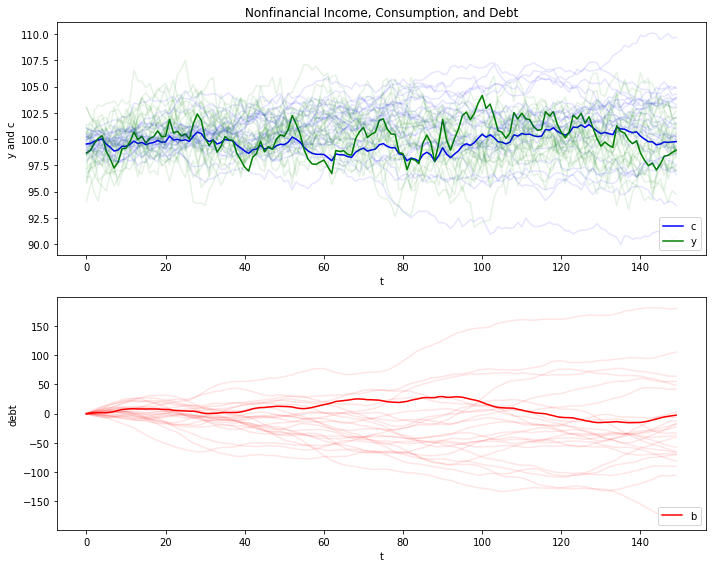 Nonfinancial Income, Consumption, and Debt
y and c
110.0
107.5
105.0
102.5
100.0
97.5
95.0
92.5
90.0
c
y
0 20 40 60 80 100 120 140
t
debt
150
100
50
0
−50
−100
−150
b
0 20 40 60 80 100 120 140
t